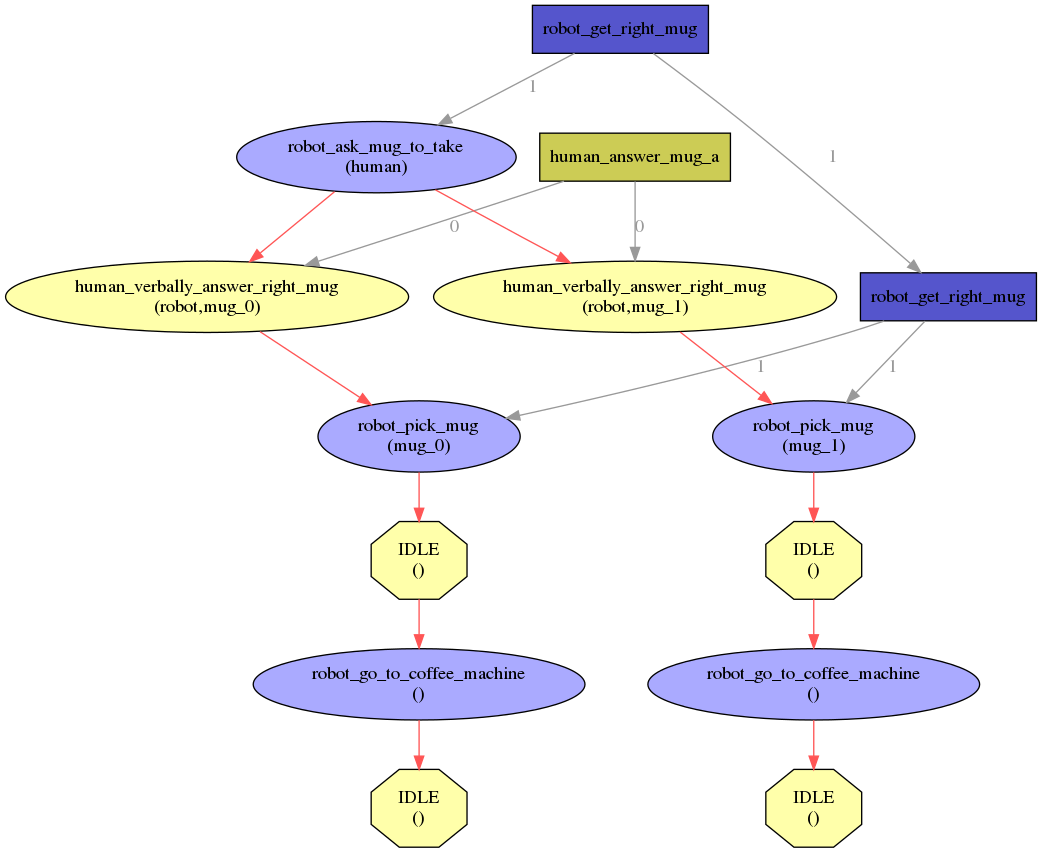 robot_get_right_mug
1
robot_ask_mug_to_take
(human)
human_answer_mug_a
1
0
0
human_verbally_answer_right_mug
(robot,mug_0)
human_verbally_answer_right_mug
(robot,mug_1)
robot_get_right_mug
1
1
robot_pick_mug
(mug_0)
robot_pick_mug
(mug_1)
IDLE
()
IDLE
()
robot_go_to_coffee_machine
()
robot_go_to_coffee_machine
()
IDLE
()
IDLE
()